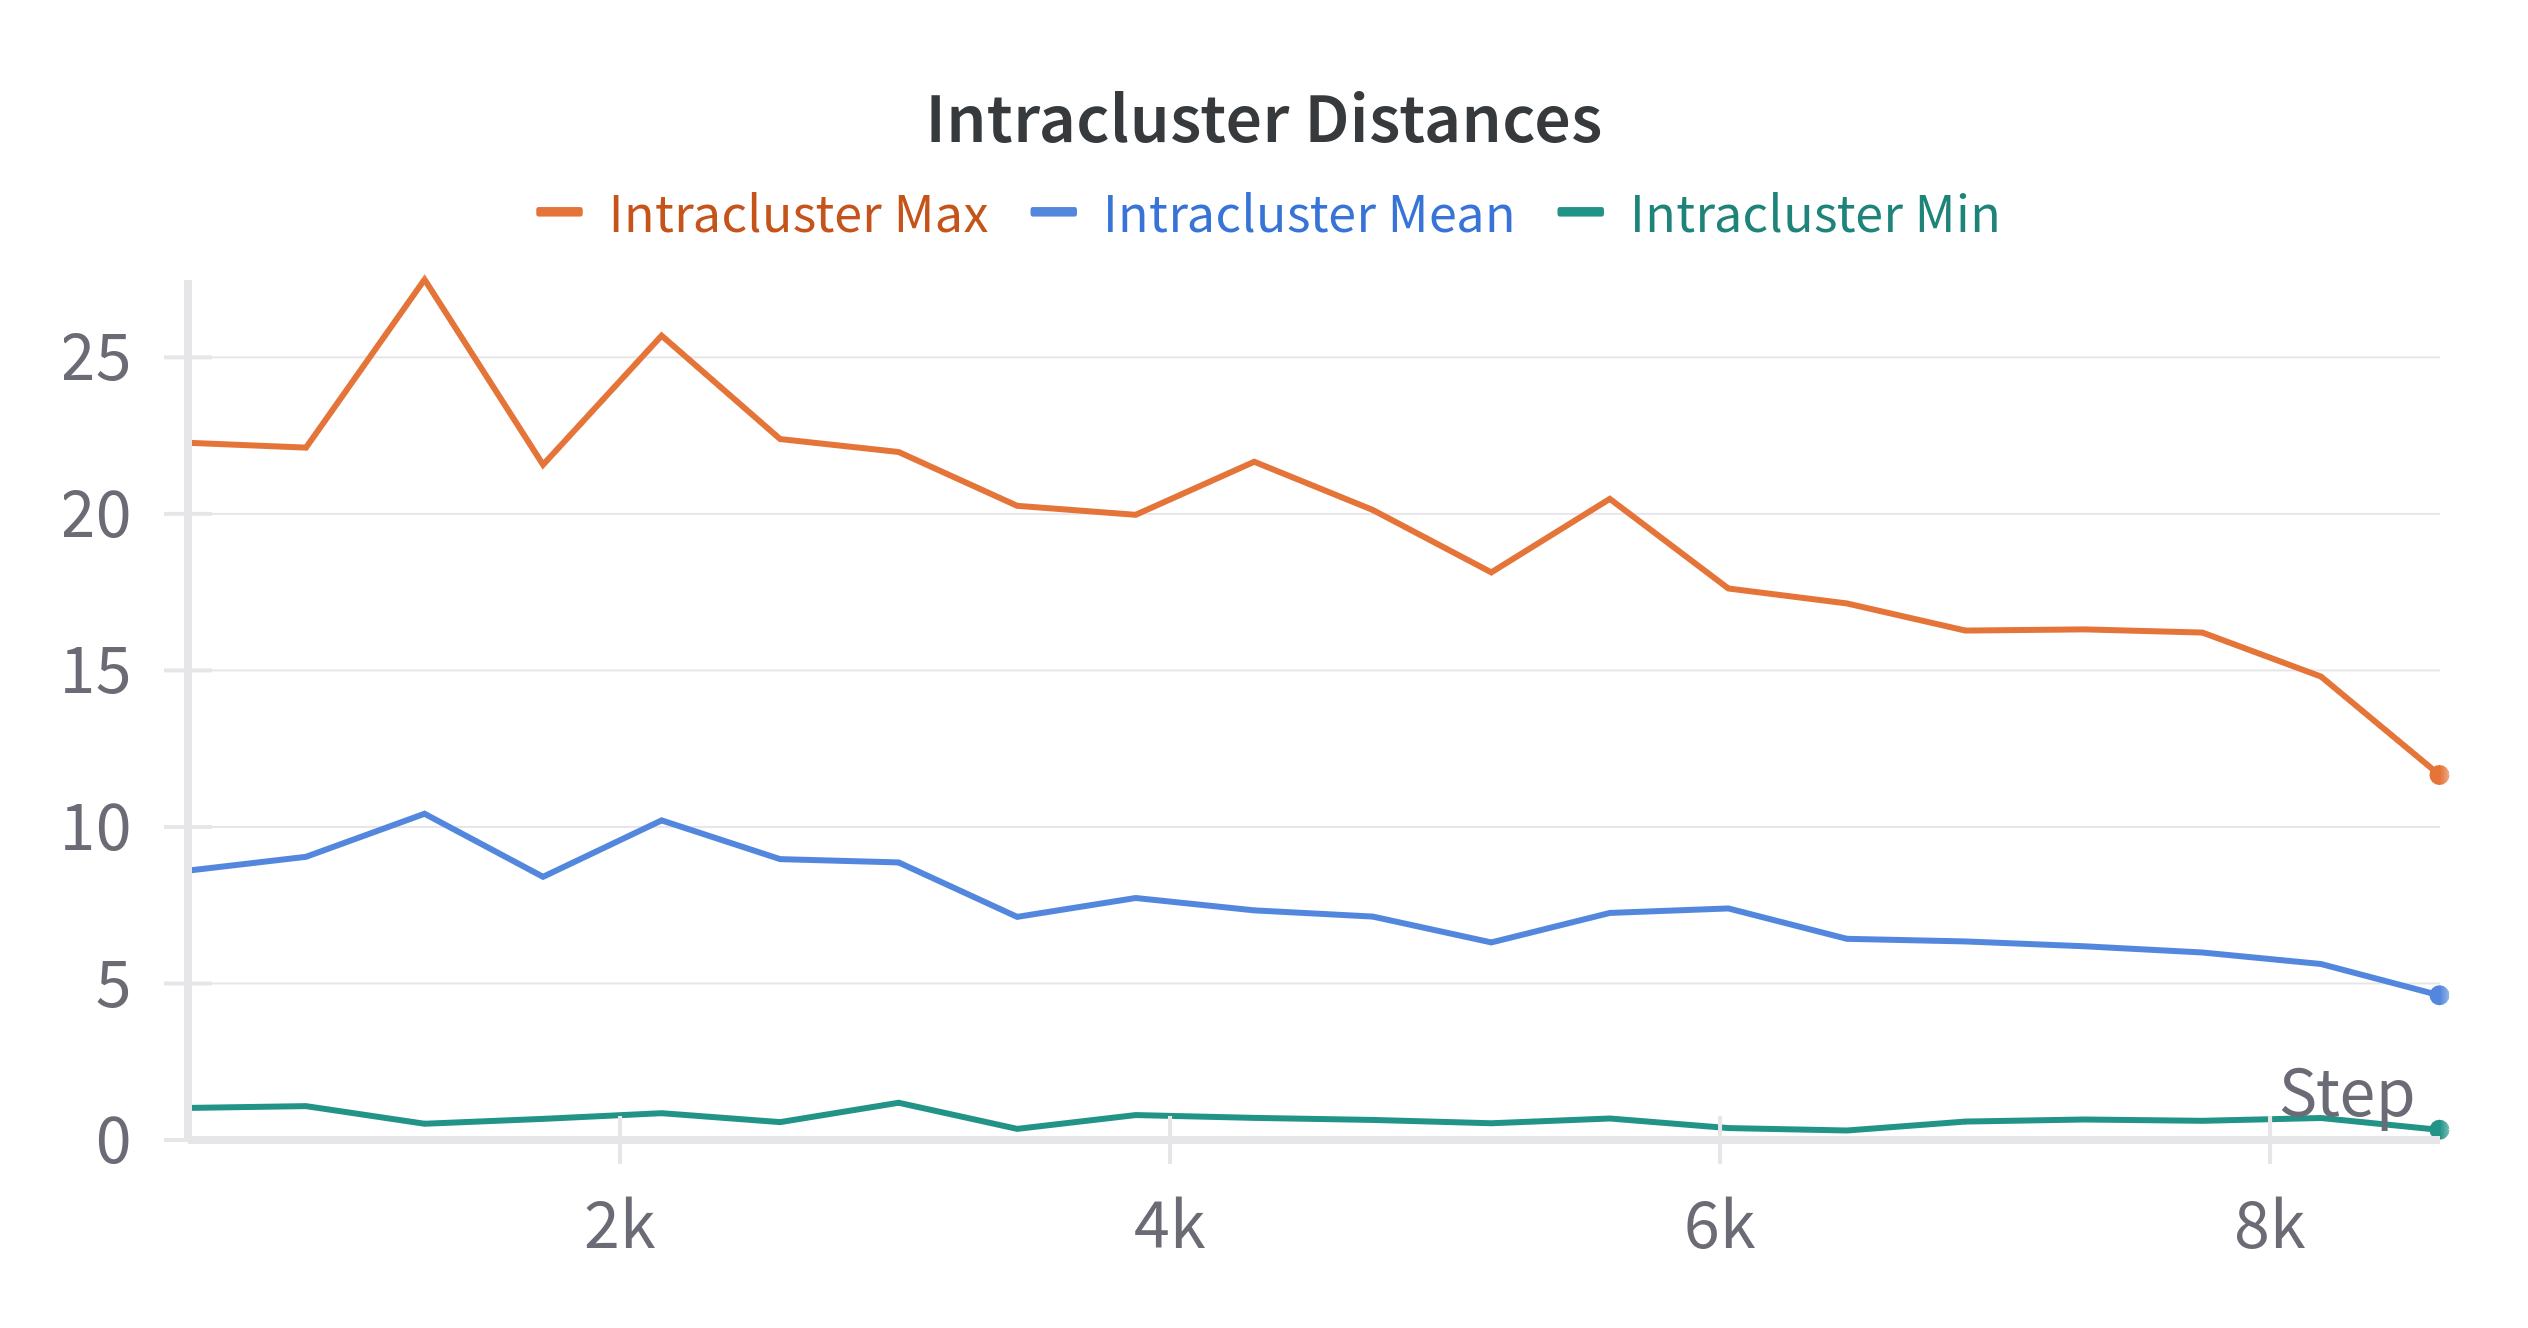 Intracluster Distances
Intracluster Max Intracluster Mean Intracluster Min
25
20
15
10
5
Step
0
2k 4k 6k 8k